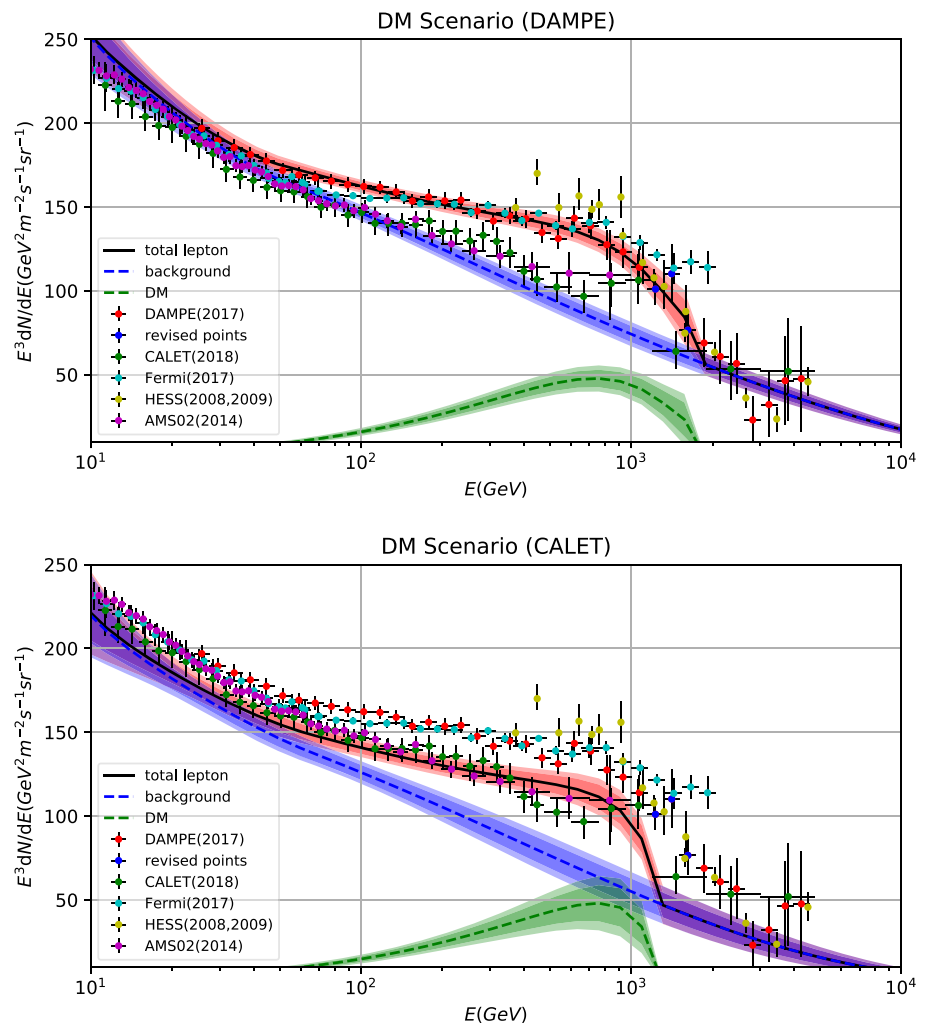 DM Scenario (DAMPE)
E³dN/dE(GeV²m⁻²s⁻¹sr⁻¹)
250
200
150
100
50
total lepton
background
DM
DAMPE(2017)
revised points
CALET(2018)
Fermi(2017)
HESS(2008,2009)
AMS02(2014)
10¹ 10² 10³ 10⁴
E(GeV)
DM Scenario (CALET)
E³dN/dE(GeV²m⁻²s⁻¹sr⁻¹)
250
200
150
100
50
total lepton
background
DM
DAMPE(2017)
revised points
CALET(2018)
Fermi(2017)
HESS(2008,2009)
AMS02(2014)
10¹ 10² 10³ 10⁴
E(GeV)